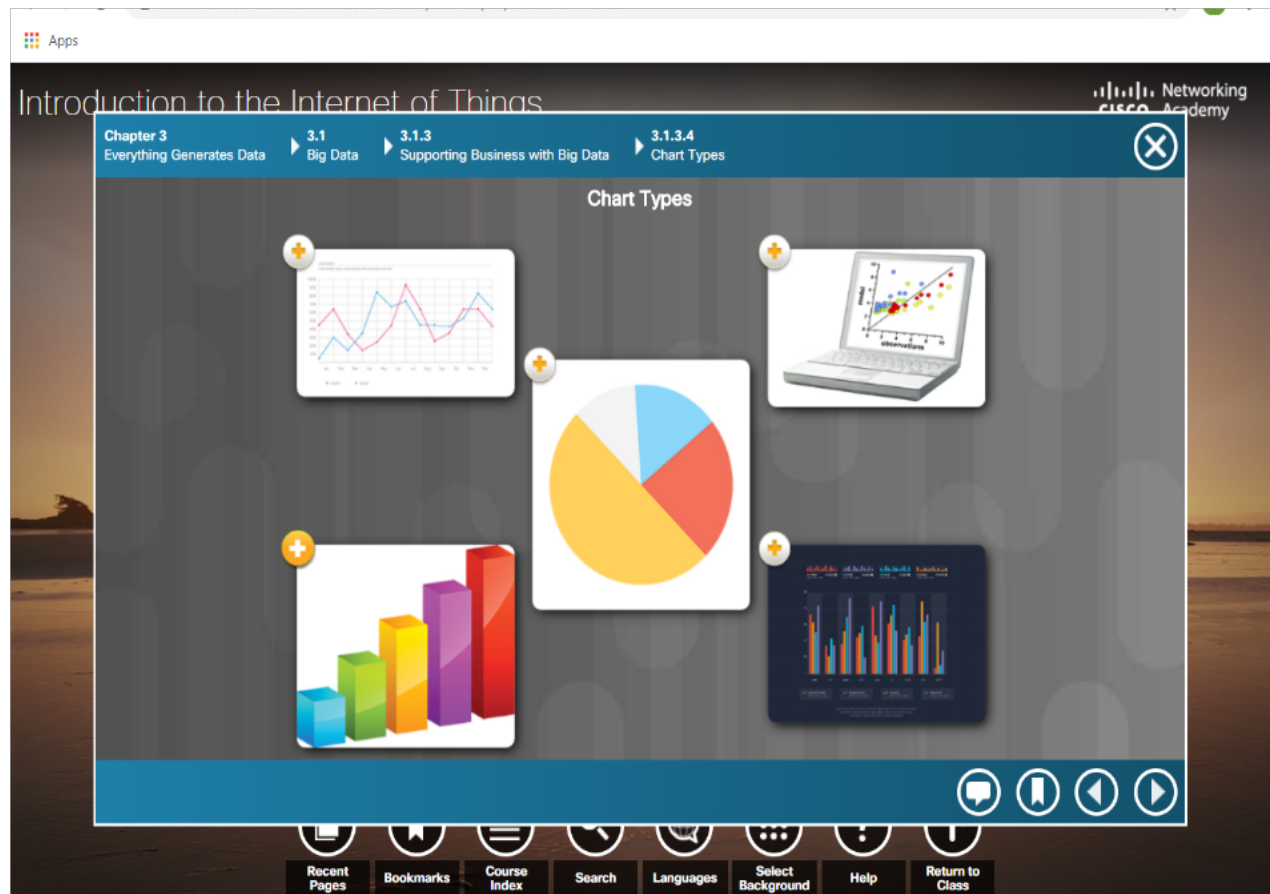 Apps
Introduction to the Internet of Things
Networking
CISCO Academy
Chapter 3
Everything Generates Data
3.1
Big Data
3.1.3
Supporting Business with Big Data
3.1.3.4
Chart Types
Chart Types
model
observations
Recent
Pages
Bookmarks
Course
Index
Search
Languages
Select
Background
Help
Return to
Class